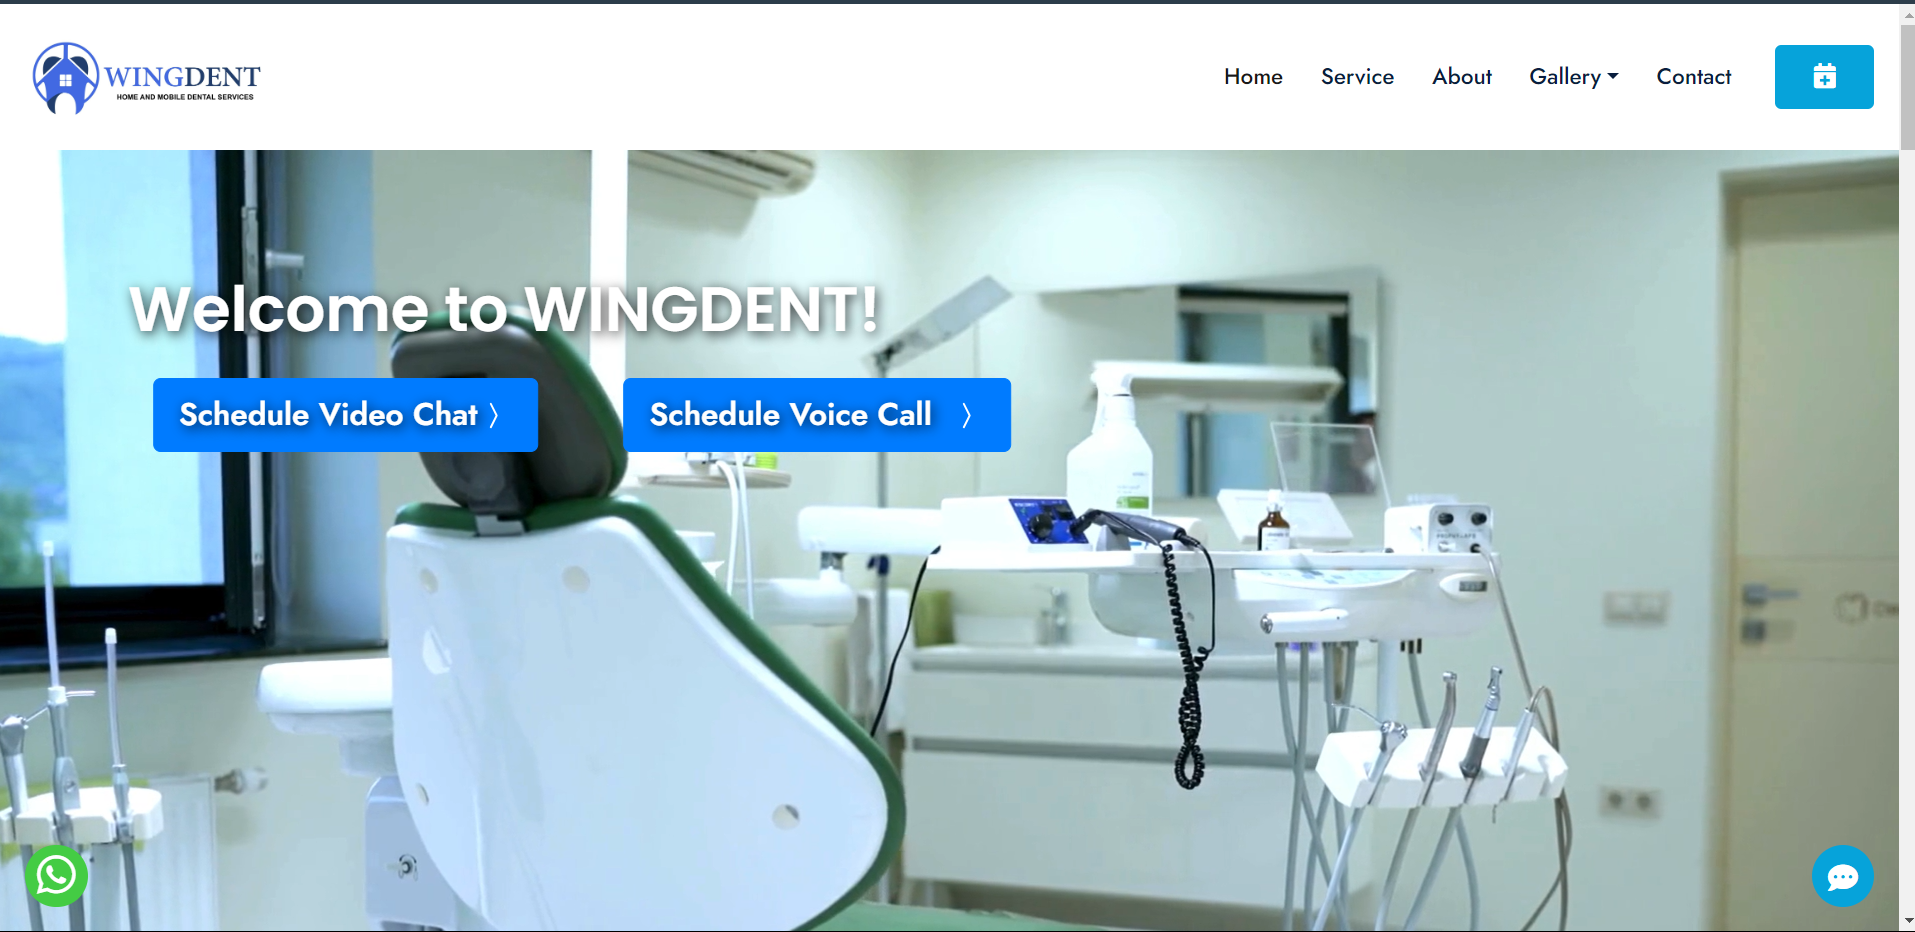 WINGDENT
HOME AND MOBILE DENTAL SERVICES
Home Service About Gallery Contact
Welcome to WINGDENT!
Schedule Video Chat 〉
Schedule Voice Call 〉